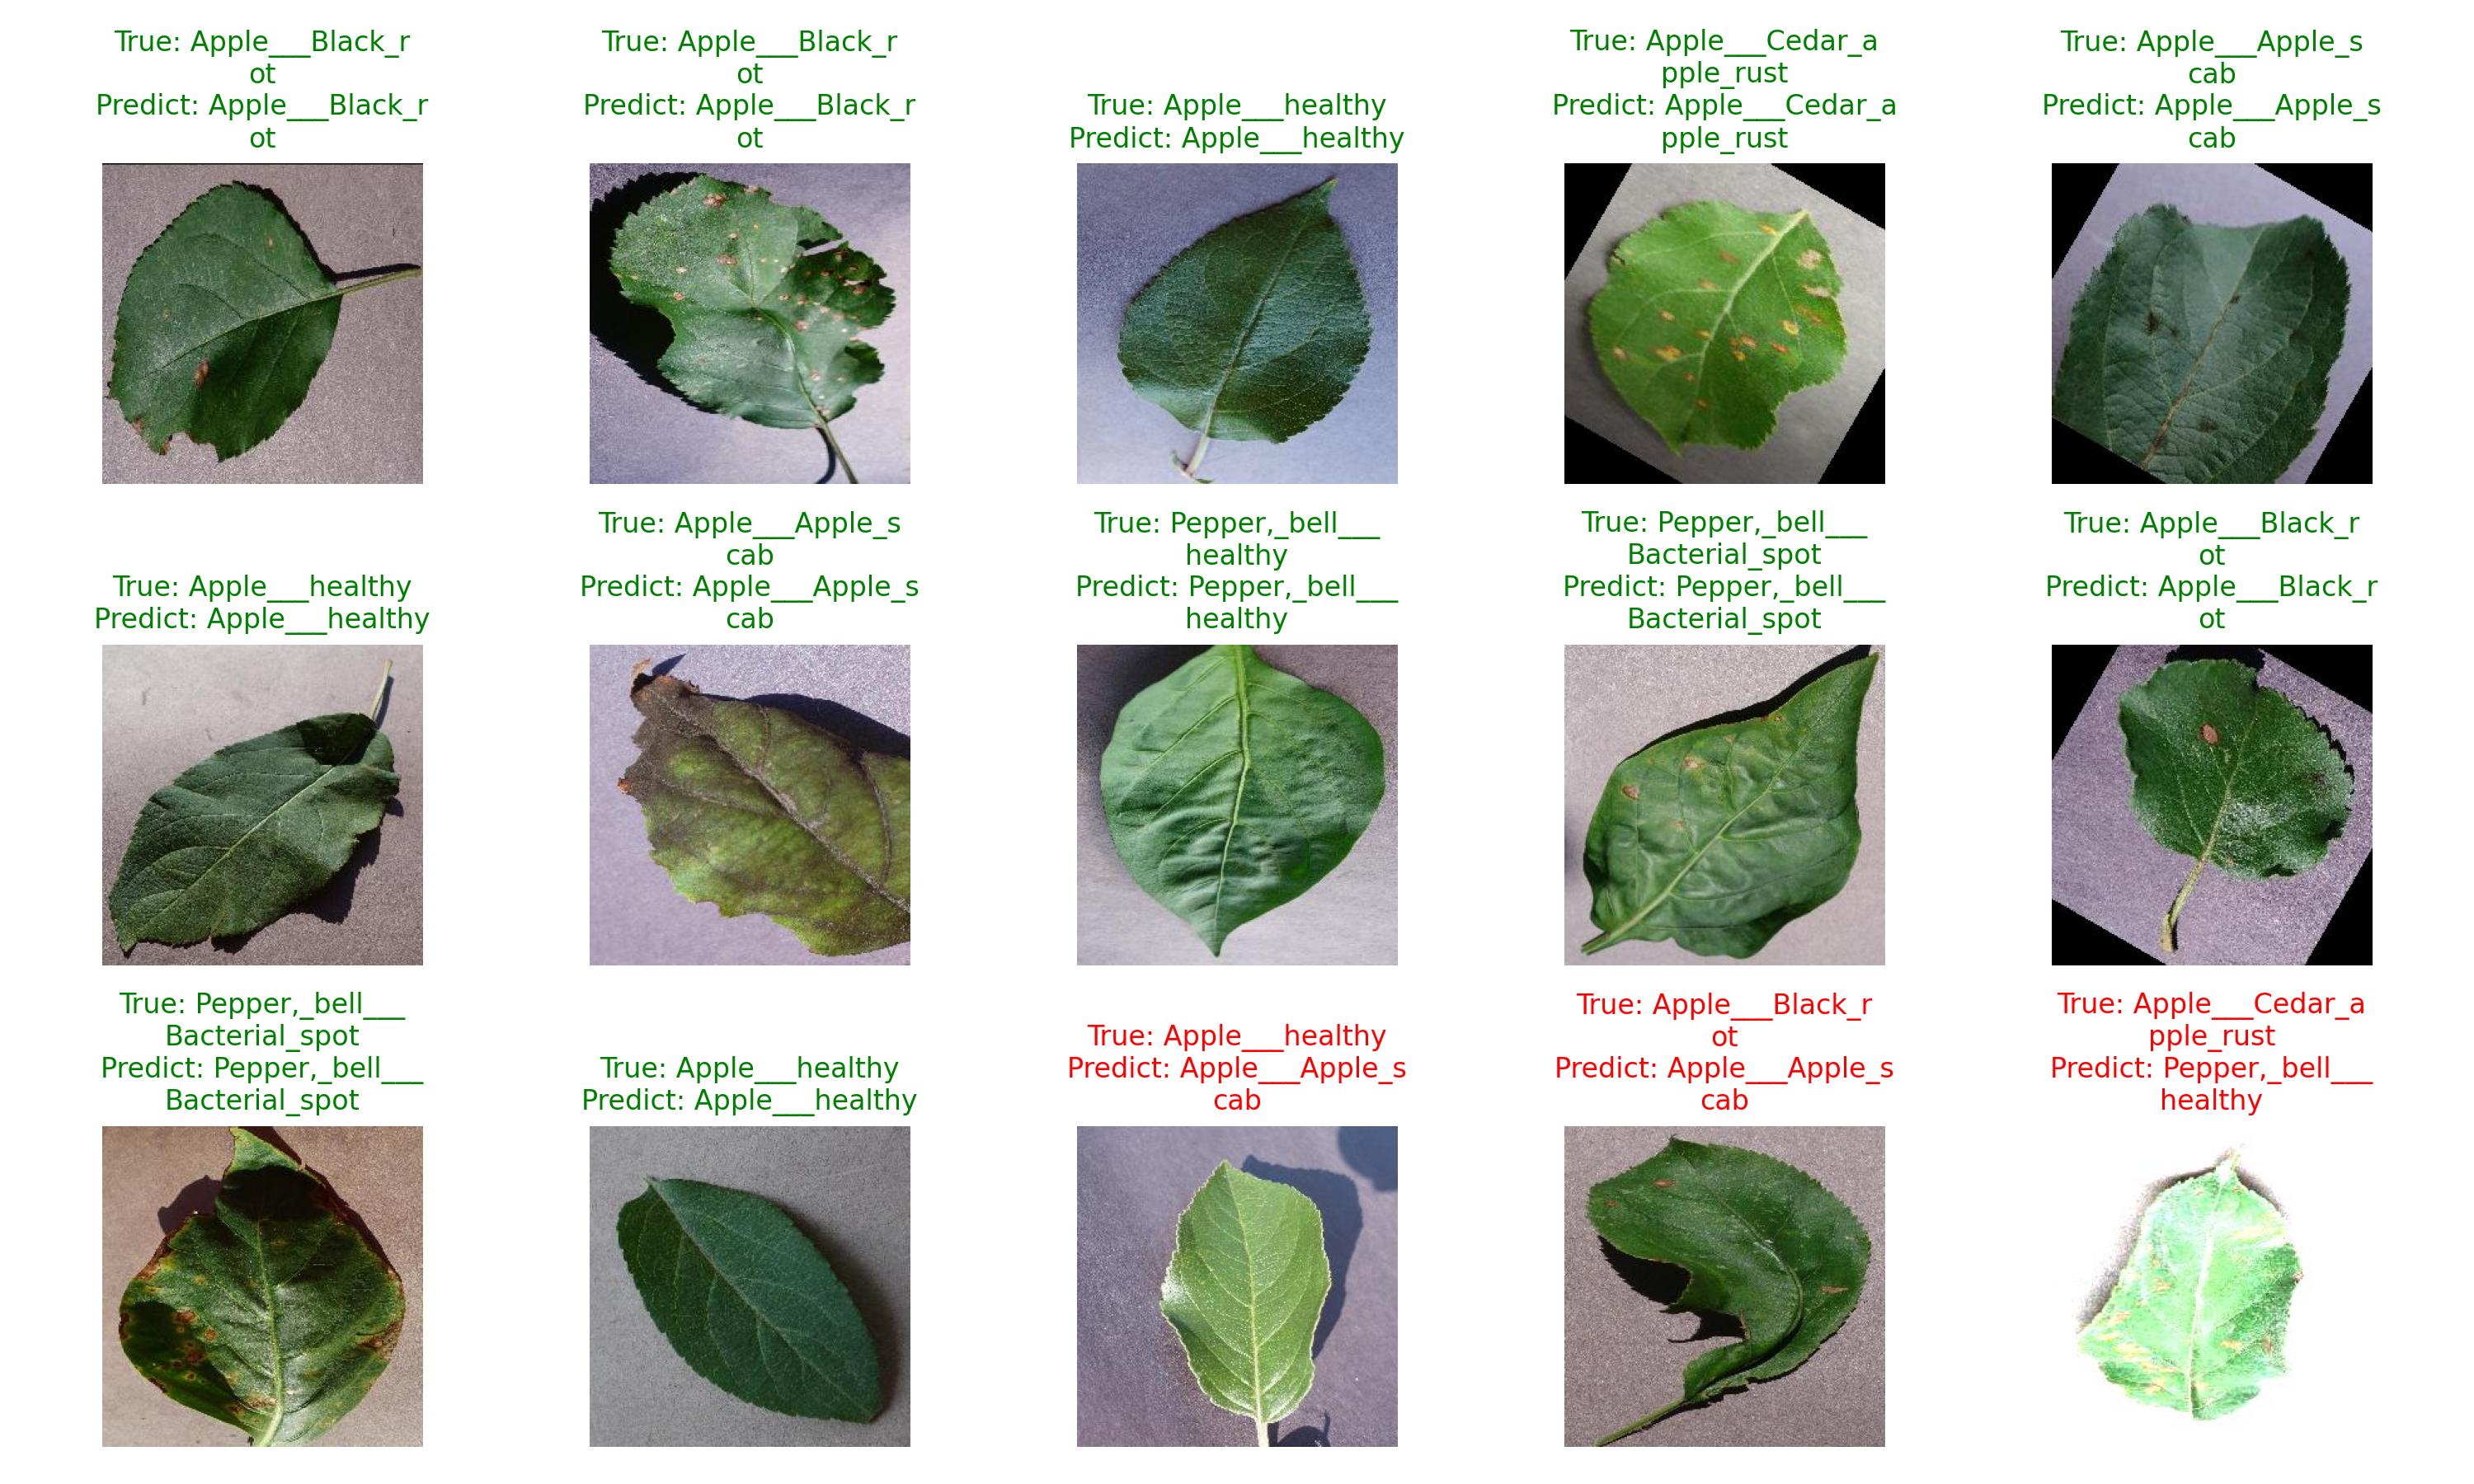 True: Apple___Black_r
ot
Predict: Apple___Black_r
ot
True: Apple___Black_r
ot
Predict: Apple___Black_r
ot
True: Apple___healthy
Predict: Apple___healthy
True: Apple___Cedar_a
pple_rust
Predict: Apple___Cedar_a
pple_rust
True: Apple___Apple_s
cab
Predict: Apple___Apple_s
cab
True: Apple___healthy
Predict: Apple___healthy
True: Apple___Apple_s
cab
Predict: Apple___Apple_s
cab
True: Pepper,_bell___
healthy
Predict: Pepper,_bell___
healthy
True: Pepper,_bell___
Bacterial_spot
Predict: Pepper,_bell___
Bacterial_spot
True: Apple___Black_r
ot
Predict: Apple___Black_r
ot
True: Pepper,_bell___
Bacterial_spot
Predict: Pepper,_bell___
Bacterial_spot
True: Apple___healthy
Predict: Apple___healthy
True: Apple___healthy
Predict: Apple___Apple_s
cab
True: Apple___Black_r
ot
Predict: Apple___Apple_s
cab
True: Apple___Cedar_a
pple_rust
Predict: Pepper,_bell___
healthy